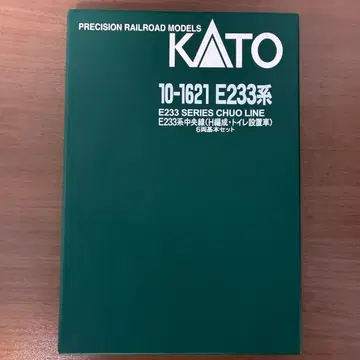 PRECISION RAILROAD MODELS
KATO
10-1621 E233系
E233 SERIES CHUO LINE
E233系中央線(H編成・トイレ設置車)
6両基本セット